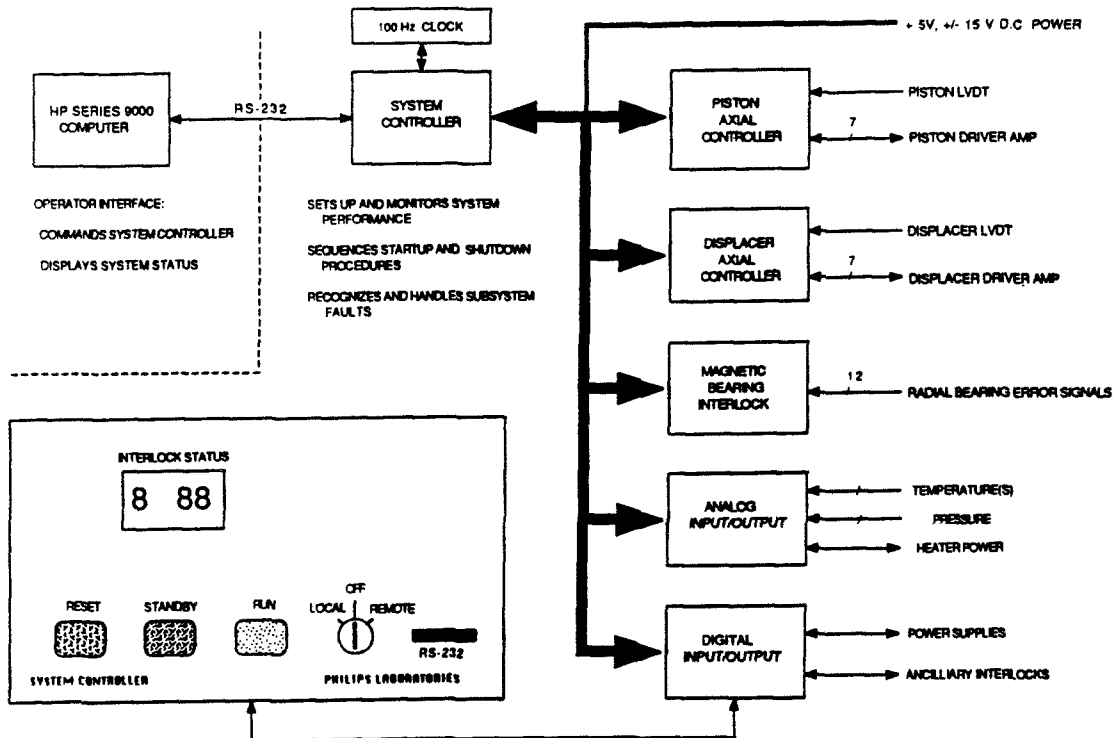 100 Hz CLOCK
+ 5V, +/- 15 V D.C POWER
HP SERIES 9000
COMPUTER
RS-232
SYSTEM
CONTROLLER
PISTON
AXIAL
CONTROLLER
PISTON LVDT
7
PISTON DRIVER AMP
OPERATOR INTERFACE:
COMMANDS SYSTEM CONTROLLER
DISPLAYS SYSTEM STATUS
SETS UP AND MONITORS SYSTEM
PERFORMANCE
SEQUENCES STARTUP AND SHUTDOWN
PROCEDURES
RECOGNIZES AND HANDLES SUBSYSTEM
FAULTS
DISPLACER
AXIAL
CONTROLLER
DISPLACER LVDT
7
DISPLACER DRIVER AMP
MAGNETIC
BEARING
INTERLOCK
12
RADIAL BEARING ERROR SIGNALS
INTERLOCK STATUS
8 88
ANALOG
INPUT/OUTPUT
TEMPERATURE(S)
PRESSURE
HEATER POWER
RESET
STANDBY
RUN
LOCAL
OFF
REMOTE
RS-232
SYSTEM CONTROLLER
PHILIPS LABORATORIES
DIGITAL
INPUT/OUTPUT
POWER SUPPLIES
ANCILLIARY INTERLOCKS